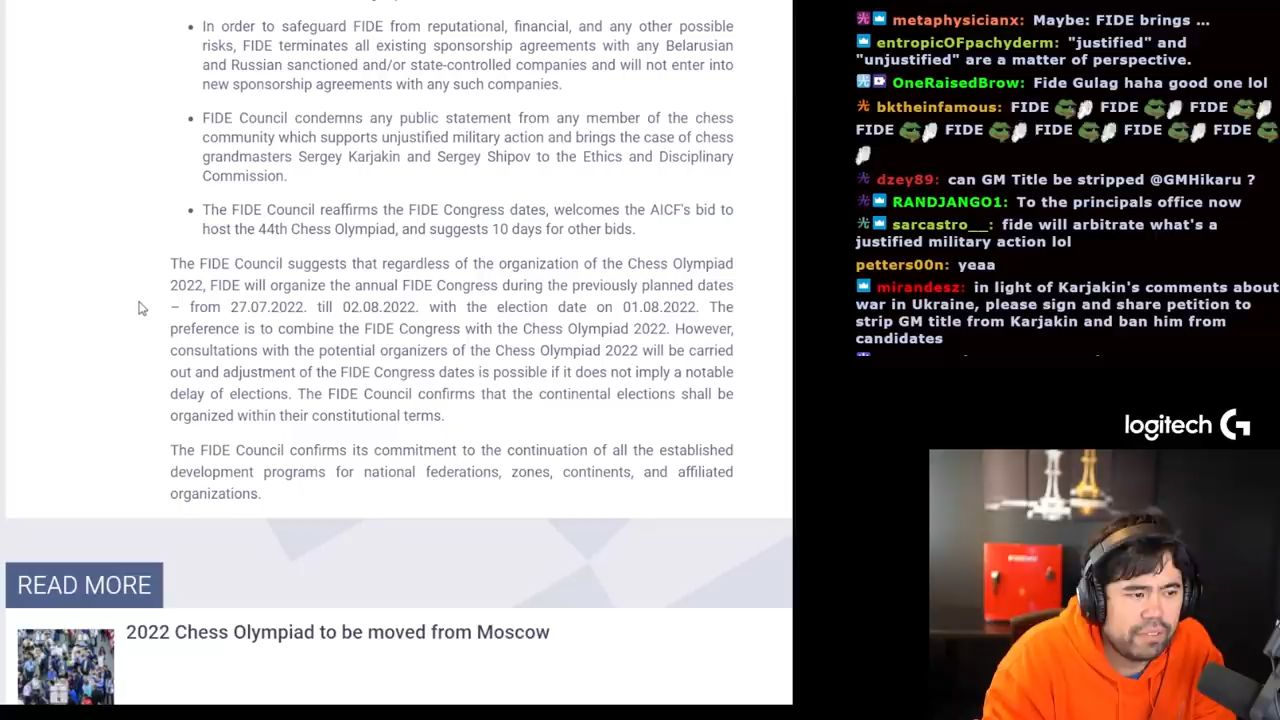 In order to safeguard FIDE from reputational, financial, and any other possible
risks, FIDE terminates all existing sponsorship agreements with any Belarusian
and Russian sanctioned and/or state-controlled companies and will not enter into
new sponsorship agreements with any such companies.
FIDE Council condemns any public statement from any member of the chess
community which supports unjustified military action and brings the case of chess
grandmasters Sergey Karjakin and Sergey Shipov to the Ethics and Disciplinary
Commission.
The FIDE Council reaffirms the FIDE Congress dates, welcomes the AICF's bid to
host the 44th Chess Olympiad, and suggests 10 days for other bids.
The FIDE Council suggests that regardless of the organization of the Chess Olympiad
2022, FIDE will organize the annual FIDE Congress during the previously planned dates
– from 27.07.2022. till 02.08.2022. with the election date on 01.08.2022. The
preference is to combine the FIDE Congress with the Chess Olympiad 2022. However,
consultations with the potential organizers of the Chess Olympiad 2022 will be carried
out and adjustment of the FIDE Congress dates is possible if it does not imply a notable
delay of elections. The FIDE Council confirms that the continental elections shall be
organized within their constitutional terms.
The FIDE Council confirms its commitment to the continuation of all the established
development programs for national federations, zones, continents, and affiliated
organizations.
READ MORE
2022 Chess Olympiad to be moved from Moscow
metaphysicianx: Maybe: FIDE brings ...
entropicOFpachyderm: "justified" and
"unjustified" are a matter of perspective.
OneRaisedBrow: Fide Gulag haha good one lol
bktheinfamous: FIDE FIDE FIDE
FIDE FIDE FIDE FIDE FIDE
dzey89: can GM Title be stripped @GMHikaru ?
RANDJANGO1: To the principals office now
sarcastro__: fide will arbitrate what's a
justified military action lol
petters00n: yeaa
mirandesz: in light of Karjakin's comments about
war in Ukraine, please sign and share petition to
strip GM title from Karjakin and ban him from
candidates
logitech G